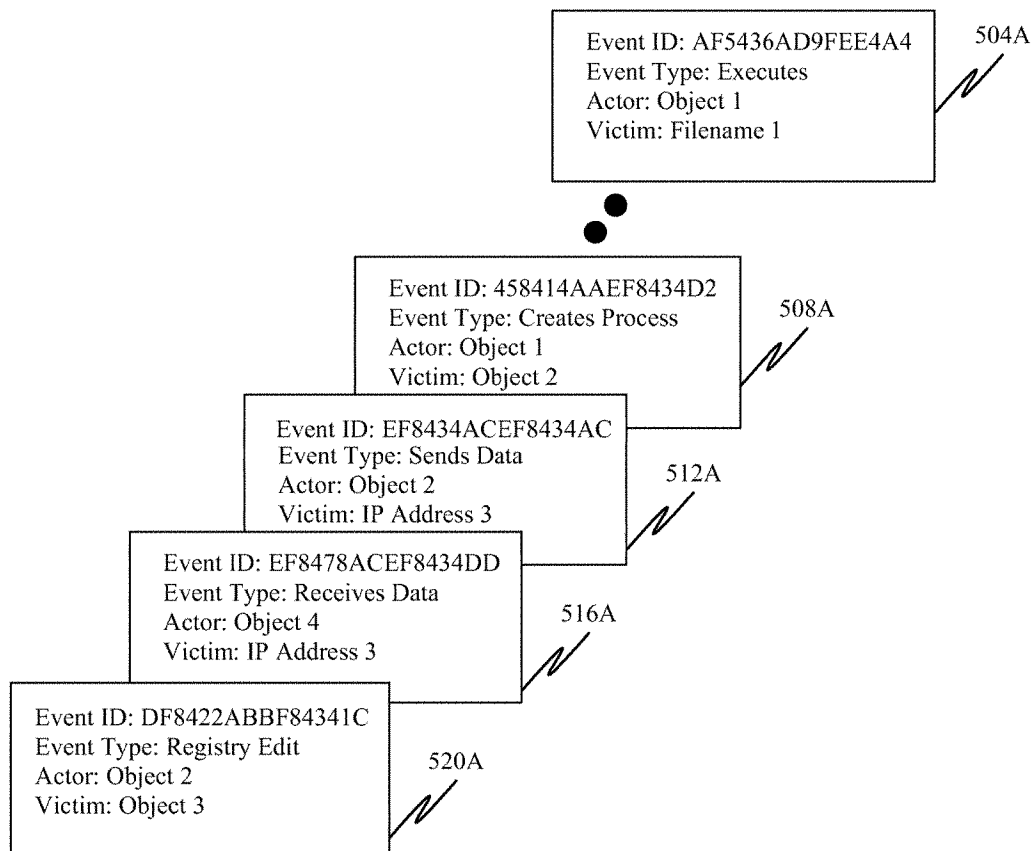 Event ID: AF5436AD9FEE4A4
Event Type: Executes
Actor: Object 1
Victim: Filename 1
504A
Event ID: 458414AAEF8434D2
Event Type: Creates Process
Actor: Object 1
Victim: Object 2
508A
Event ID: EF8434ACEF8434AC
Event Type: Sends Data
Actor: Object 2
Victim: IP Address 3
512A
Event ID: EF8478ACEF8434DD
Event Type: Receives Data
Actor: Object 4
Victim: IP Address 3
516A
Event ID: DF8422ABBF84341C
Event Type: Registry Edit
Actor: Object 2
Victim: Object 3
520A